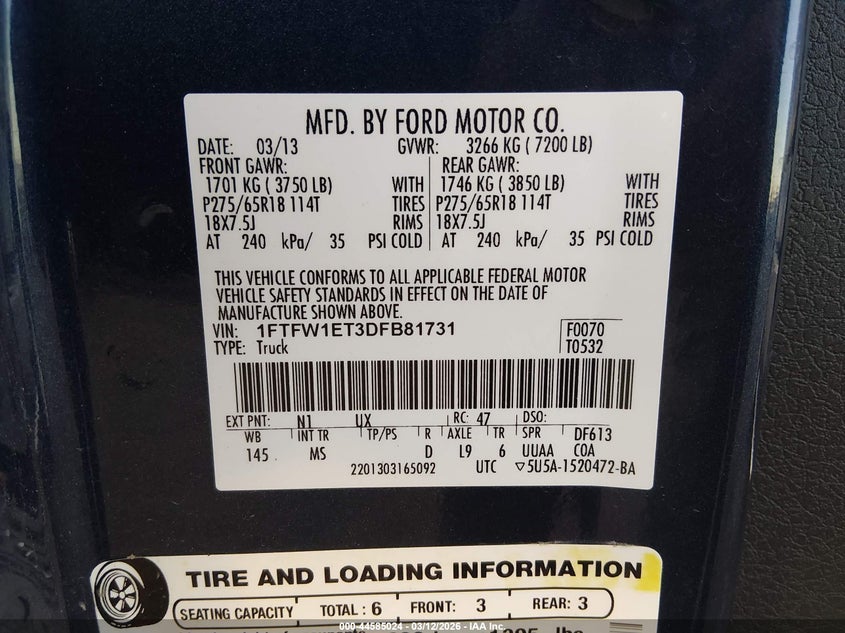 MFD. BY FORD MOTOR CO.
DATE: 03/13 GVWR: 3266 KG ( 7200 LB)
FRONT GAWR: REAR GAWR:
1701 KG ( 3750 LB) WITH 1746 KG ( 3850 LB) WITH
P275/65R18 114T TIRES P275/65R18 114T TIRES
18X7.5J RIMS 18X7.5J RIMS
AT 240 kPa/ 35 PSI COLD AT 240 kPa/ 35 PSI COLD
THIS VEHICLE CONFORMS TO ALL APPLICABLE FEDERAL MOTOR
VEHICLE SAFETY STANDARDS IN EFFECT ON THE DATE OF
MANUFACTURE SHOWN ABOVE.
VIN: 1FTFW1ET3DFB81731 F0070
TYPE: Truck T0532
EXT PNT: N1 UX RC: 47 DSO:
WB INT TR TP/PS R AXLE TR SPR DF613
145 MS D L9 6 UUAA COA
2201303165092 UTC ▽5U5A-1520472-BA
TIRE AND LOADING INFORMATION
SEATING CAPACITY TOTAL : 6 FRONT: 3 REAR: 3
000-44585024 - 03/12/2026 - IAA, Inc.